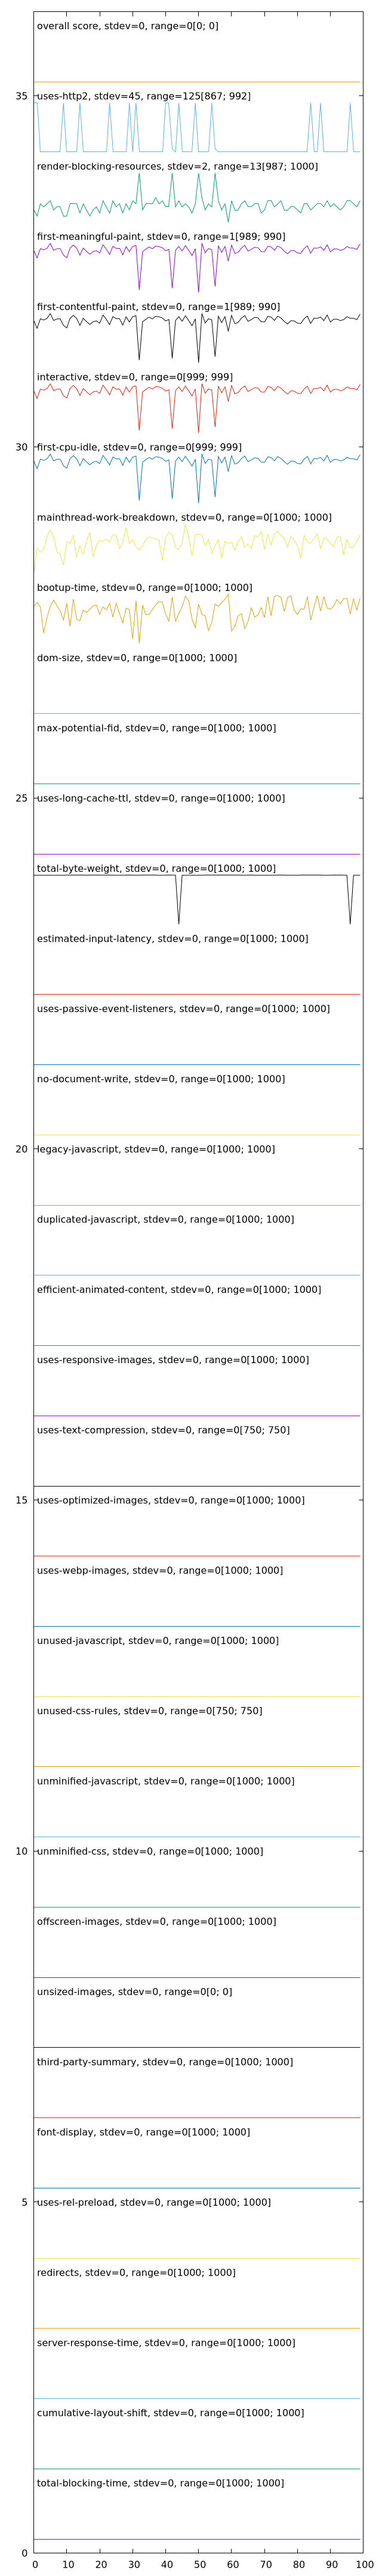 overall score, stdev=0, range=0[0; 0]
35
uses-http2, stdev=45, range=125[867; 992]
render-blocking-resources, stdev=2, range=13[987; 1000]
first-meaningful-paint, stdev=0, range=1[989; 990]
first-contentful-paint, stdev=0, range=1[989; 990]
interactive, stdev=0, range=0[999; 999]
30
first-cpu-idle, stdev=0, range=0[999; 999]
mainthread-work-breakdown, stdev=0, range=0[1000; 1000]
bootup-time, stdev=0, range=0[1000; 1000]
dom-size, stdev=0, range=0[1000; 1000]
max-potential-fid, stdev=0, range=0[1000; 1000]
25
uses-long-cache-ttl, stdev=0, range=0[1000; 1000]
total-byte-weight, stdev=0, range=0[1000; 1000]
estimated-input-latency, stdev=0, range=0[1000; 1000]
uses-passive-event-listeners, stdev=0, range=0[1000; 1000]
no-document-write, stdev=0, range=0[1000; 1000]
20
legacy-javascript, stdev=0, range=0[1000; 1000]
duplicated-javascript, stdev=0, range=0[1000; 1000]
efficient-animated-content, stdev=0, range=0[1000; 1000]
uses-responsive-images, stdev=0, range=0[1000; 1000]
uses-text-compression, stdev=0, range=0[750; 750]
15
uses-optimized-images, stdev=0, range=0[1000; 1000]
uses-webp-images, stdev=0, range=0[1000; 1000]
unused-javascript, stdev=0, range=0[1000; 1000]
unused-css-rules, stdev=0, range=0[750; 750]
unminified-javascript, stdev=0, range=0[1000; 1000]
10
unminified-css, stdev=0, range=0[1000; 1000]
offscreen-images, stdev=0, range=0[1000; 1000]
unsized-images, stdev=0, range=0[0; 0]
third-party-summary, stdev=0, range=0[1000; 1000]
font-display, stdev=0, range=0[1000; 1000]
5
uses-rel-preload, stdev=0, range=0[1000; 1000]
redirects, stdev=0, range=0[1000; 1000]
server-response-time, stdev=0, range=0[1000; 1000]
cumulative-layout-shift, stdev=0, range=0[1000; 1000]
total-blocking-time, stdev=0, range=0[1000; 1000]
0
0 10 20 30 40 50 60 70 80 90 100